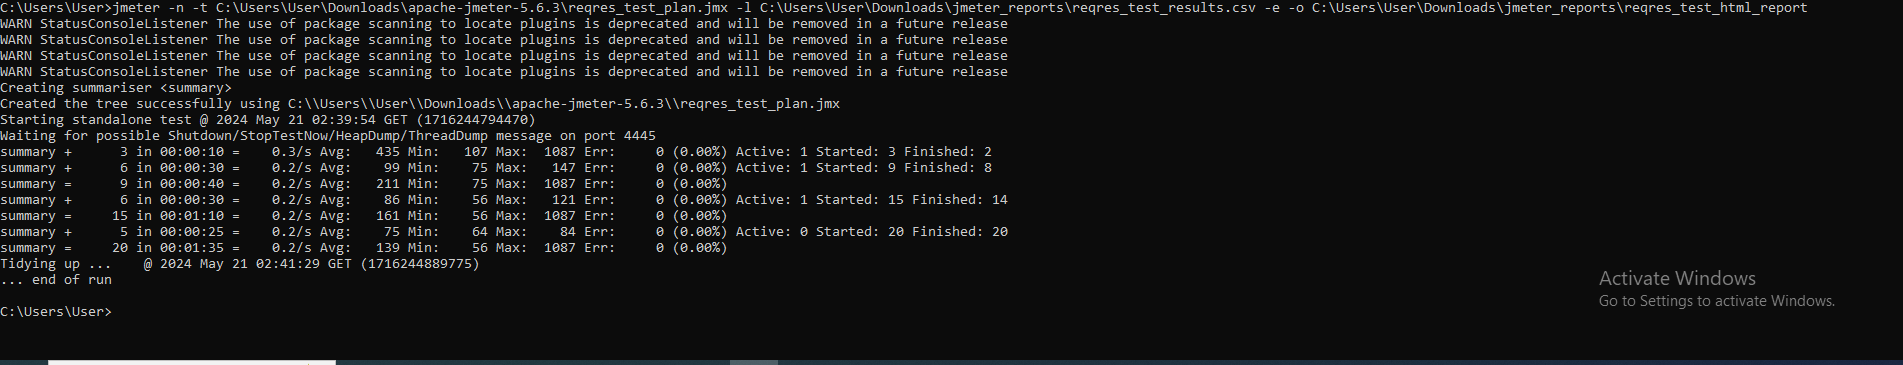 C:\Users\User>jmeter -n -t C:\Users\User\Downloads\apache-jmeter-5.6.3\reqres_test_plan.jmx -l C:\Users\User\Downloads\jmeter_reports\reqres_test_results.csv -e -o C:\Users\User\Downloads\jmeter_reports\reqres_test_html_report
WARN StatusConsoleListener The use of package scanning to locate plugins is deprecated and will be removed in a future release
WARN StatusConsoleListener The use of package scanning to locate plugins is deprecated and will be removed in a future release
WARN StatusConsoleListener The use of package scanning to locate plugins is deprecated and will be removed in a future release
WARN StatusConsoleListener The use of package scanning to locate plugins is deprecated and will be removed in a future release
Creating summariser <summary>
Created the tree successfully using C:\\Users\\User\\Downloads\\apache-jmeter-5.6.3\\reqres_test_plan.jmx
Starting standalone test @ 2024 May 21 02:39:54 GET (1716244794470)
Waiting for possible Shutdown/StopTestNow/HeapDump/ThreadDump message on port 4445
summary +      3 in 00:00:10 =    0.3/s Avg:   435 Min:   107 Max:  1087 Err:     0 (0.00%) Active: 1 Started: 3 Finished: 2
summary +      6 in 00:00:30 =    0.2/s Avg:    99 Min:    75 Max:   147 Err:     0 (0.00%) Active: 1 Started: 9 Finished: 8
summary =      9 in 00:00:40 =    0.2/s Avg:   211 Min:    75 Max:  1087 Err:     0 (0.00%)
summary +      6 in 00:00:30 =    0.2/s Avg:    86 Min:    56 Max:   121 Err:     0 (0.00%) Active: 1 Started: 15 Finished: 14
summary =     15 in 00:01:10 =    0.2/s Avg:   161 Min:    56 Max:  1087 Err:     0 (0.00%)
summary +      5 in 00:00:25 =    0.2/s Avg:    75 Min:    64 Max:    84 Err:     0 (0.00%) Active: 0 Started: 20 Finished: 20
summary =     20 in 00:01:35 =    0.2/s Avg:   139 Min:    56 Max:  1087 Err:     0 (0.00%)
Tidying up ...    @ 2024 May 21 02:41:29 GET (1716244889775)
... end of run
C:\Users\User>
Activate Windows
Go to Settings to activate Windows.